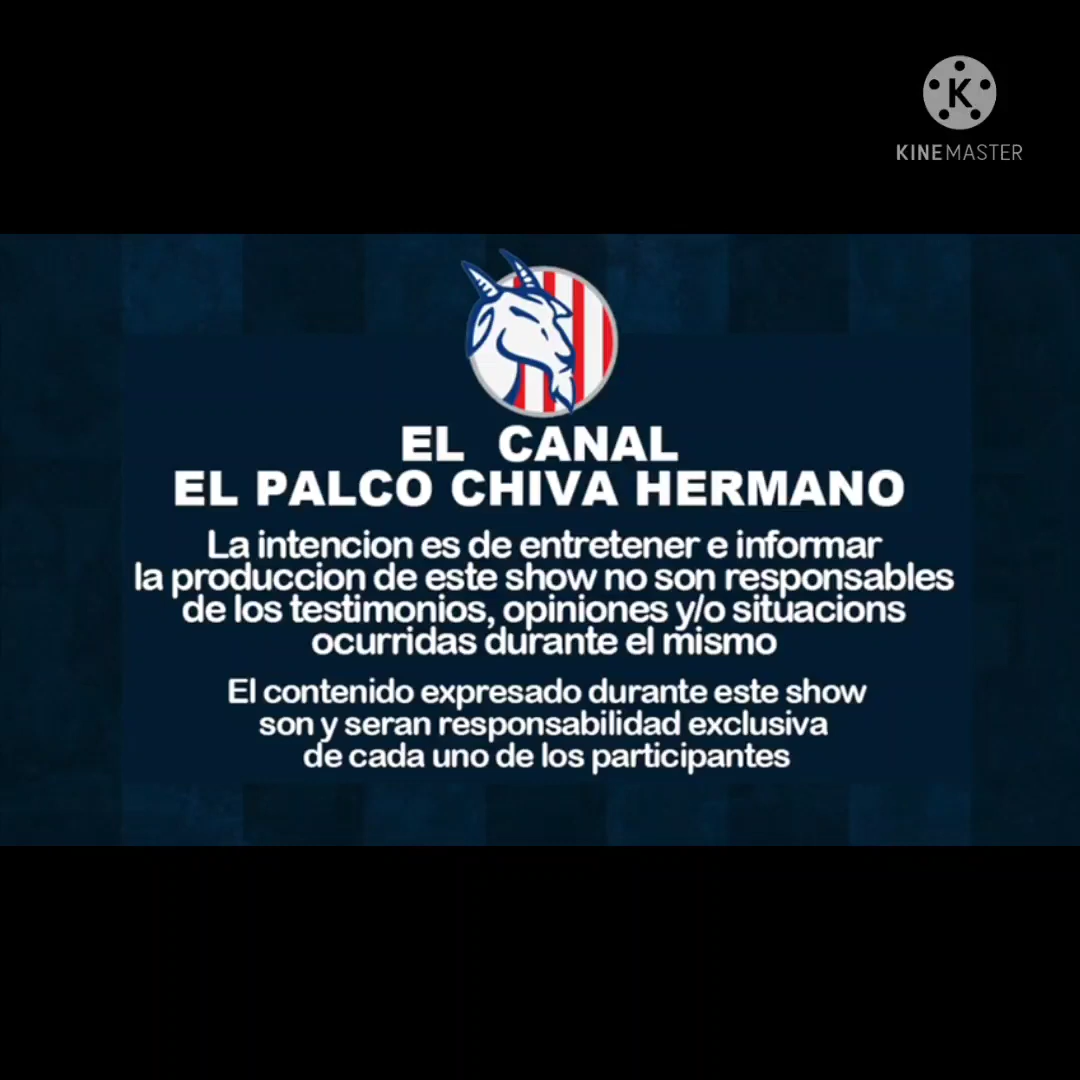 K
KINEMASTER
EL CANAL
EL PALCO CHIVA HERMANO
La intencion es de entretener e informar
la produccion de este show no son responsables
de los testimonios, opiniones y/o situacions
ocurridas durante el mismo
El contenido expresado durante este show
son y seran responsabilidad exclusiva
de cada uno de los participantes